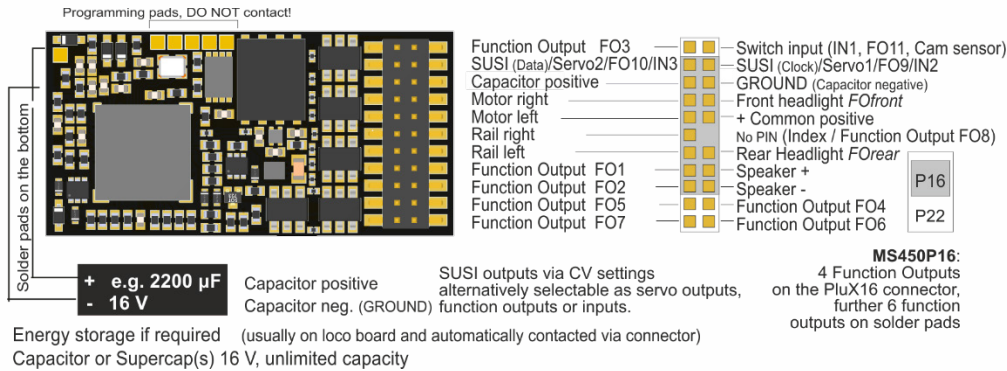 Programming pads, DO NOT contact!
Solder pads on the bottom
Function Output FO3
SUSI (Data)/Servo2/FO10/IN3
Capacitor positive
Motor right
Motor left
Rail right
Rail left
Function Output FO1
Function Output FO2
Function Output FO5
Function Output FO7
Switch input (IN1, FO11, Cam sensor)
SUSI (Clock)/Servo1/FO9/IN2
GROUND (Capacitor negative)
Front headlight FOfront
+ Common positive
No PIN (Index / Function Output FO8)
Rear Headlight FOrear
Speaker +
Speaker -
Function Output FO4
Function Output FO6
P16
P22
+ e.g. 2200 µF
- 16 V
Capacitor positive
Capacitor neg. (GROUND)
SUSI outputs via CV settings
alternatively selectable as servo outputs,
function outputs or inputs.
MS450P16:
4 Function Outputs
on the PluX16 connector,
further 6 function
outputs on solder pads
Energy storage if required (usually on loco board and automatically contacted via connector)
Capacitor or Supercap(s) 16 V, unlimited capacity